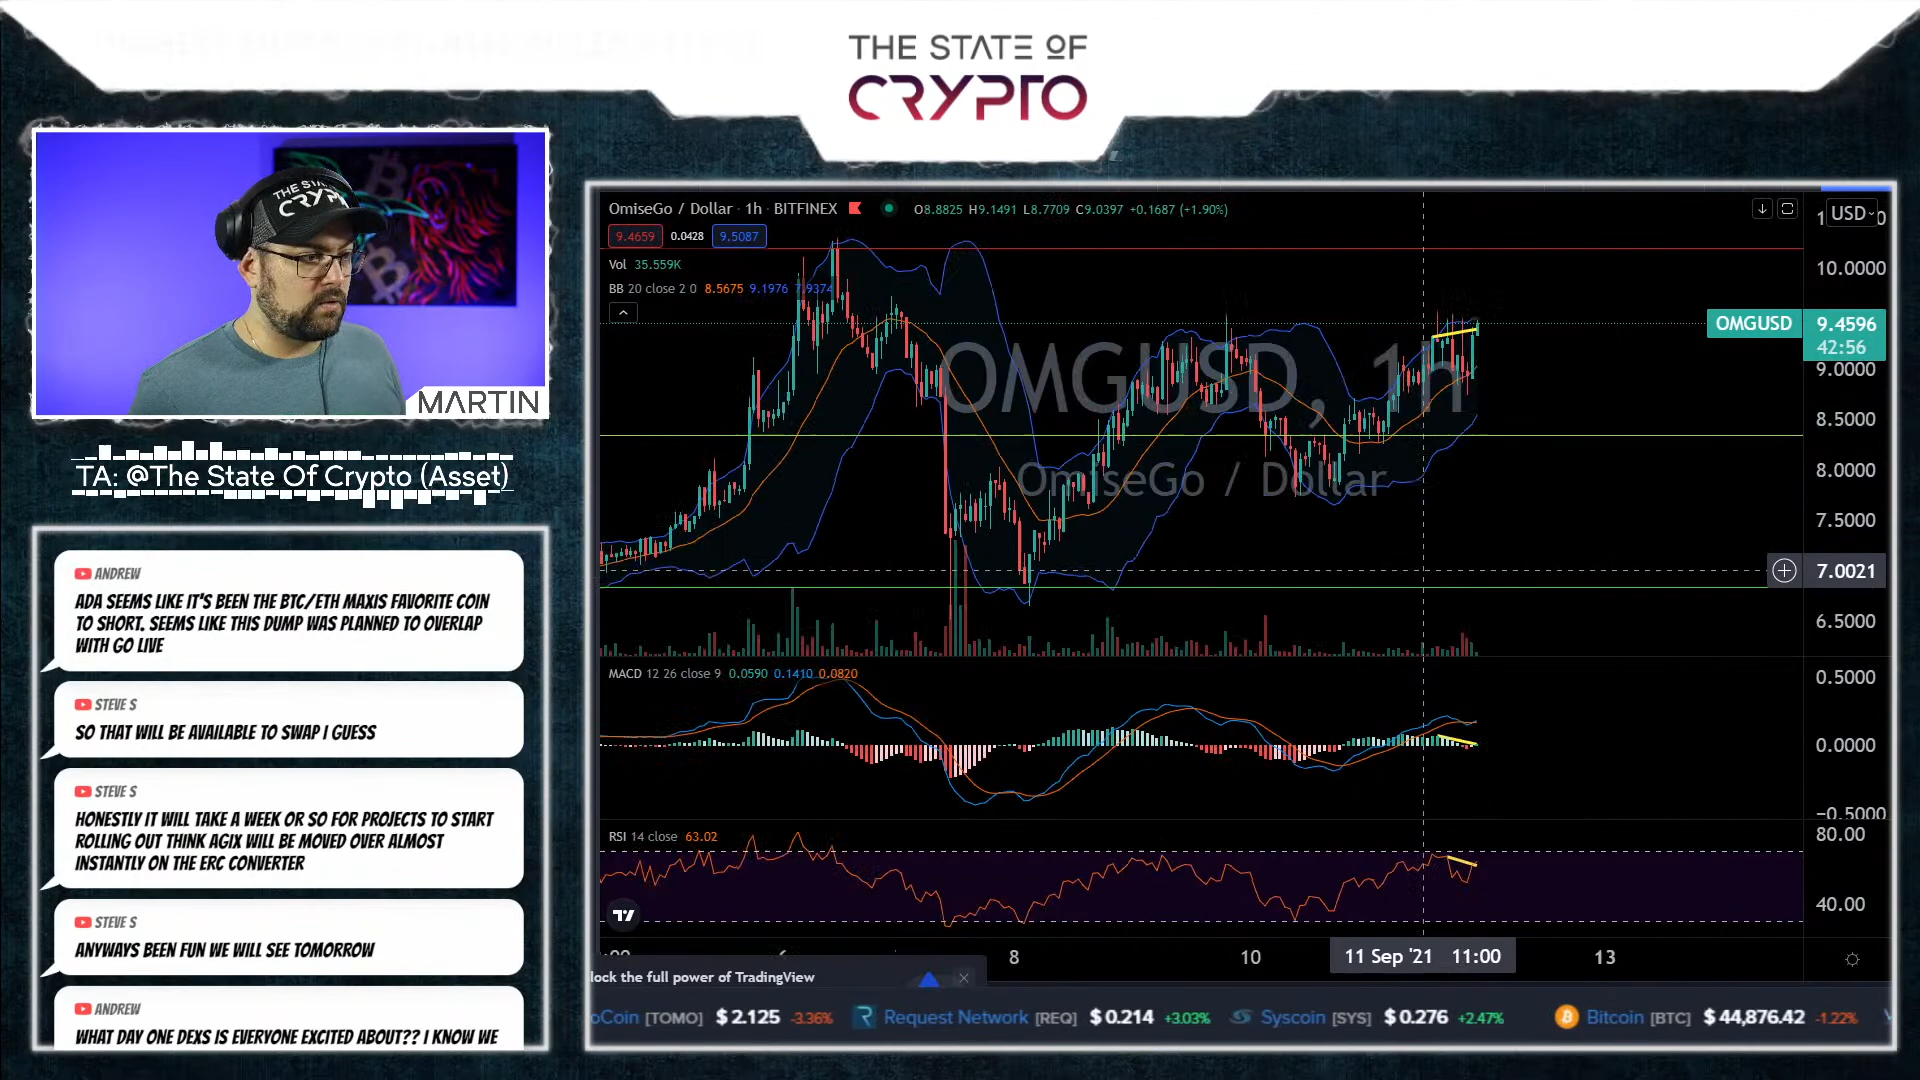 THE STATE OF
CRYPTO
THE STATE
CRYPTO
MARTIN
TA: @The State Of Crypto (Asset)
ANDREW
ADA SEEMS LIKE IT'S BEEN THE BTC/ETH MAXIS FAVORITE COIN
TO SHORT. SEEMS LIKE THIS DUMP WAS PLANNED TO OVERLAP
WITH GO LIVE
STEVE S
SO THAT WILL BE AVAILABLE TO SWAP I GUESS
STEVE S
HONESTLY IT WILL TAKE A WEEK OR SO FOR PROJECTS TO START
ROLLING OUT THINK AGIX WILL BE MOVED OVER ALMOST
INSTANTLY ON THE ERC CONVERTER
STEVE S
ANYWAYS BEEN FUN WE WILL SEE TOMORROW
ANDREW
WHAT DAY ONE DEXS IS EVERYONE EXCITED ABOUT?? I KNOW WE
OmiseGo / Dollar · 1h · BITFINEX O8.8825 H9.1491 L8.7709 C9.0397 +0.1687 (+1.90%)
9.4659 0.0428 9.5087
Vol 35.559K
BB 20 close 2 0 8.5675 9.1976 7.9374
OMGUSD, 1h
OmiseGo / Dollar
USD
10.0000
OMGUSD 9.4596
42:56
9.0000
8.5000
8.0000
7.5000
7.0021
6.5000
MACD 12 26 close 9 0.0590 0.1410 0.0820
0.5000
0.0000
−0.5000
RSI 14 close 63.02
80.00
40.00
8 10 11 Sep '21 11:00 13
lock the full power of TradingView
oCoin [TOMO] $ 2.125 -3.36% Request Network [REQ] $ 0.214 +3.03% Syscoin [SYS] $ 0.276 +2.47% Bitcoin [BTC] $ 44,876.42 -1.22%